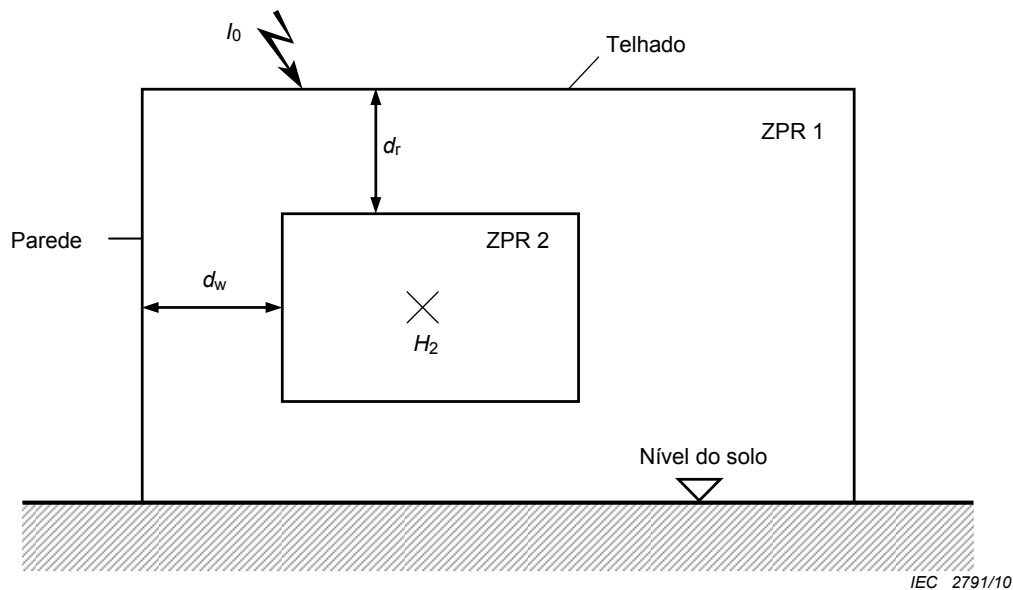 I0
Telhado
ZPR 1
dr
Parede
ZPR 2
dw
H2
Nível do solo
IEC 2791/10